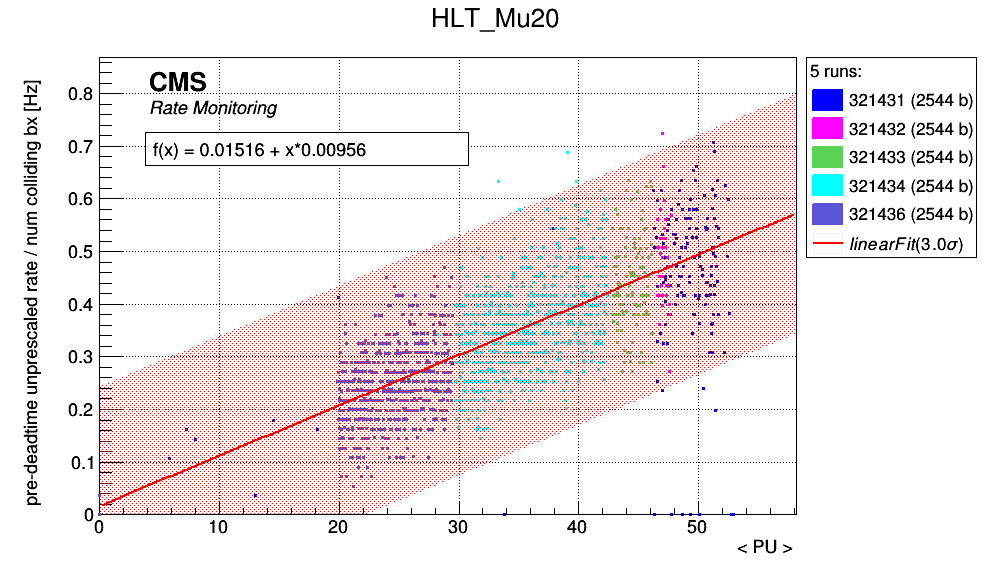 HLT_Mu20
pre-deadtime unprescaled rate / num colliding bx [Hz]
CMS
Rate Monitoring
f(x) = 0.01516 + x*0.00956
0.8
0.7
0.6
0.5
0.4
0.3
0.2
0.1
0
0 10 20 30 40 50
< PU >
5 runs:
321431 (2544 b)
321432 (2544 b)
321433 (2544 b)
321434 (2544 b)
321436 (2544 b)
linearFit(3.0σ)